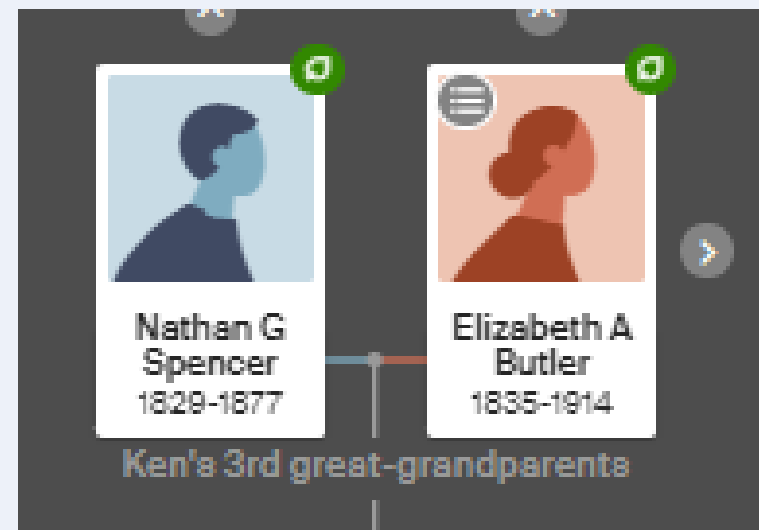 Nathan G
Spencer
1829-1877
Elizabeth A
Butler
1835-1914
Ken's 3rd great-grandparents